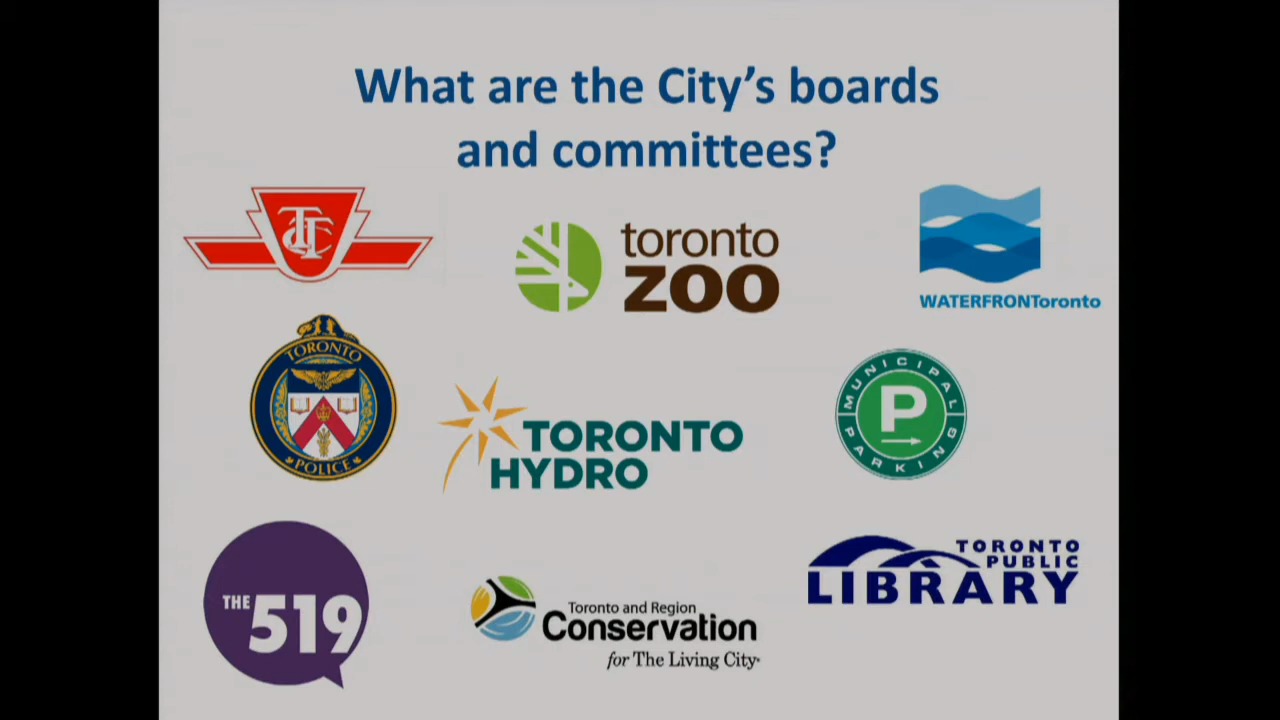 What are the City's boards
and committees?
TTC
toronto
ZOO
WATERFRONToronto
TORONTO
POLICE
TORONTO
HYDRO
MUNICIPAL
P
PARKING
THE 519
Toronto and Region
Conservation
for The Living City
TORONTO
PUBLIC
LIBRARY